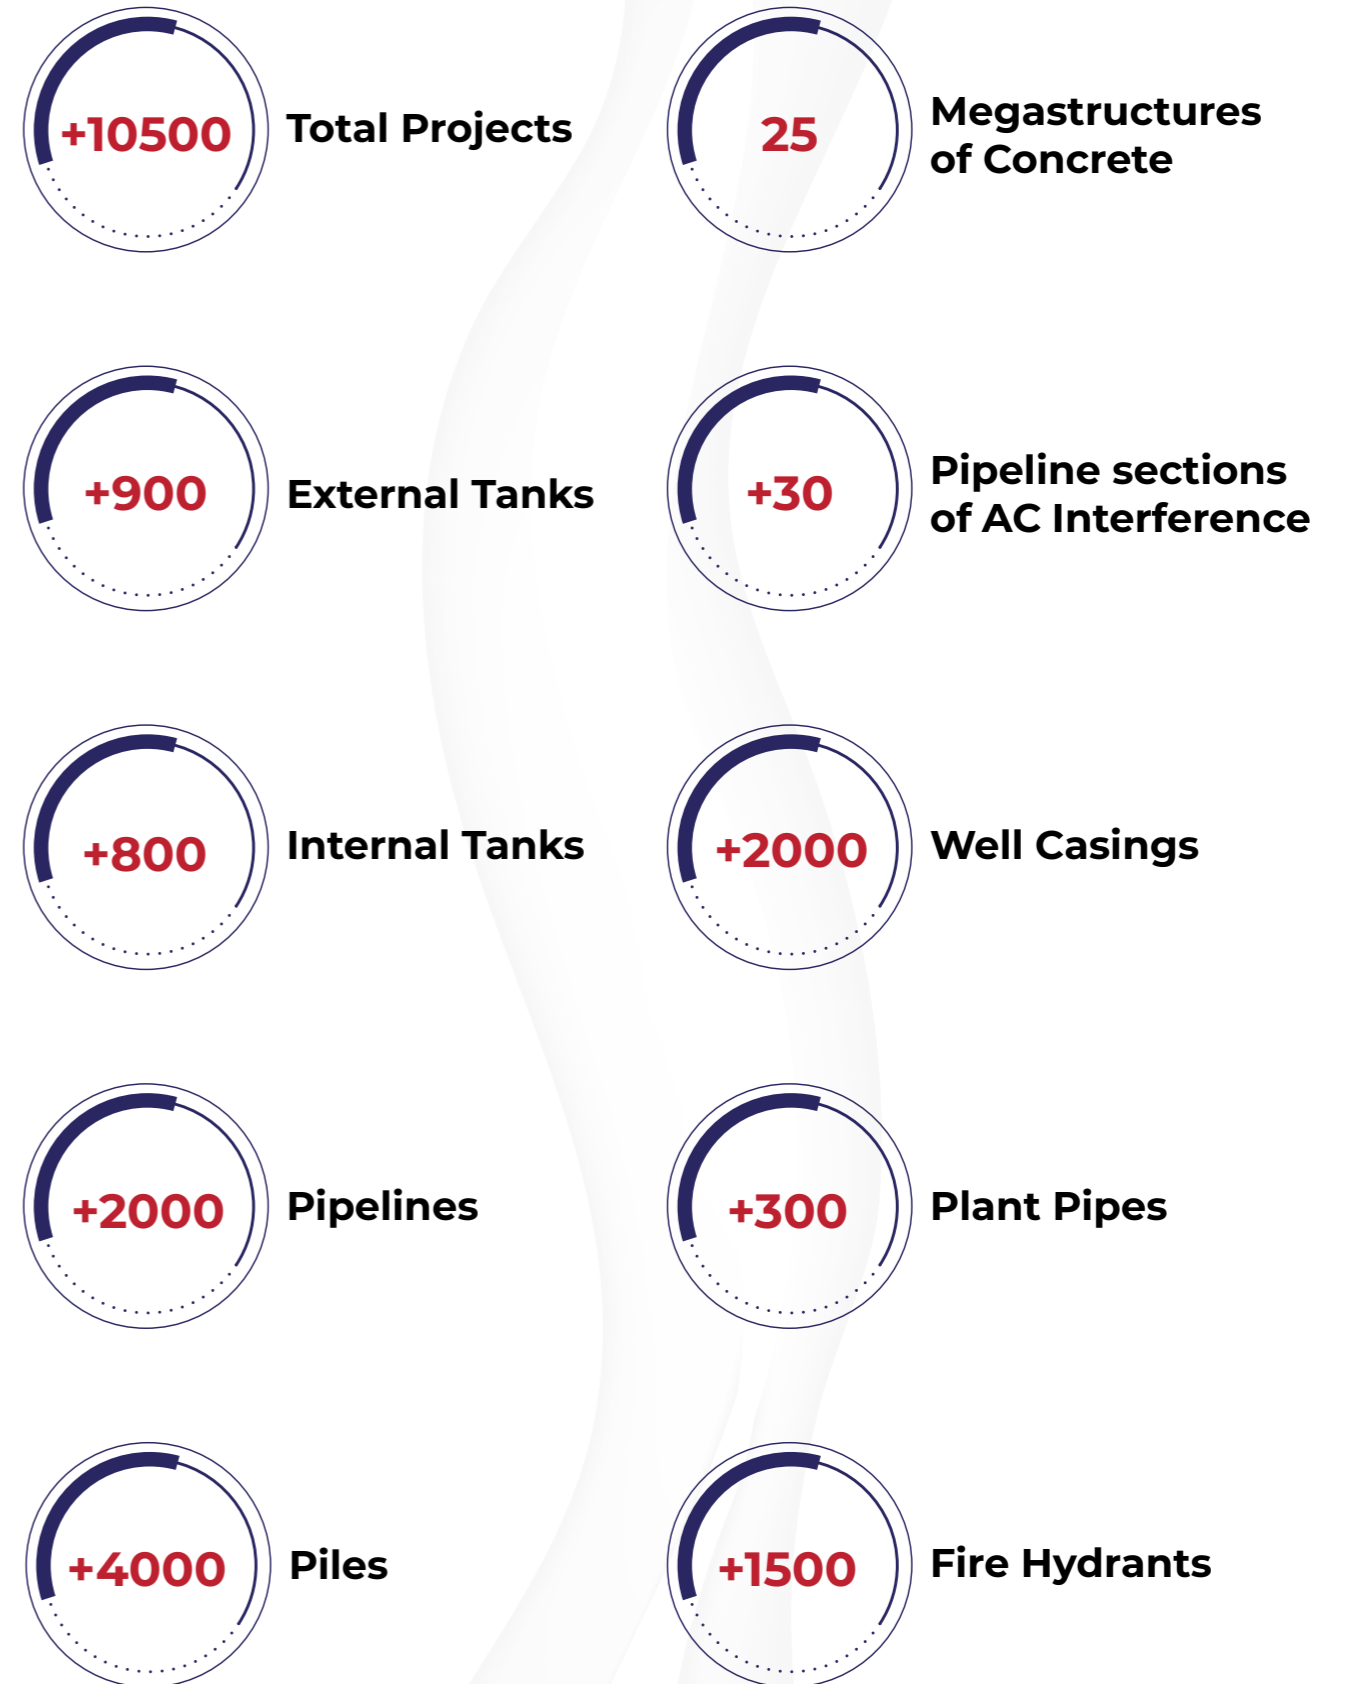 +10500
Total Projects
25
Megastructures
of Concrete
+900
External Tanks
+30
Pipeline sections
of AC Interference
+800
Internal Tanks
+2000
Well Casings
+2000
Pipelines
+300
Plant Pipes
+4000
Piles
+1500
Fire Hydrants